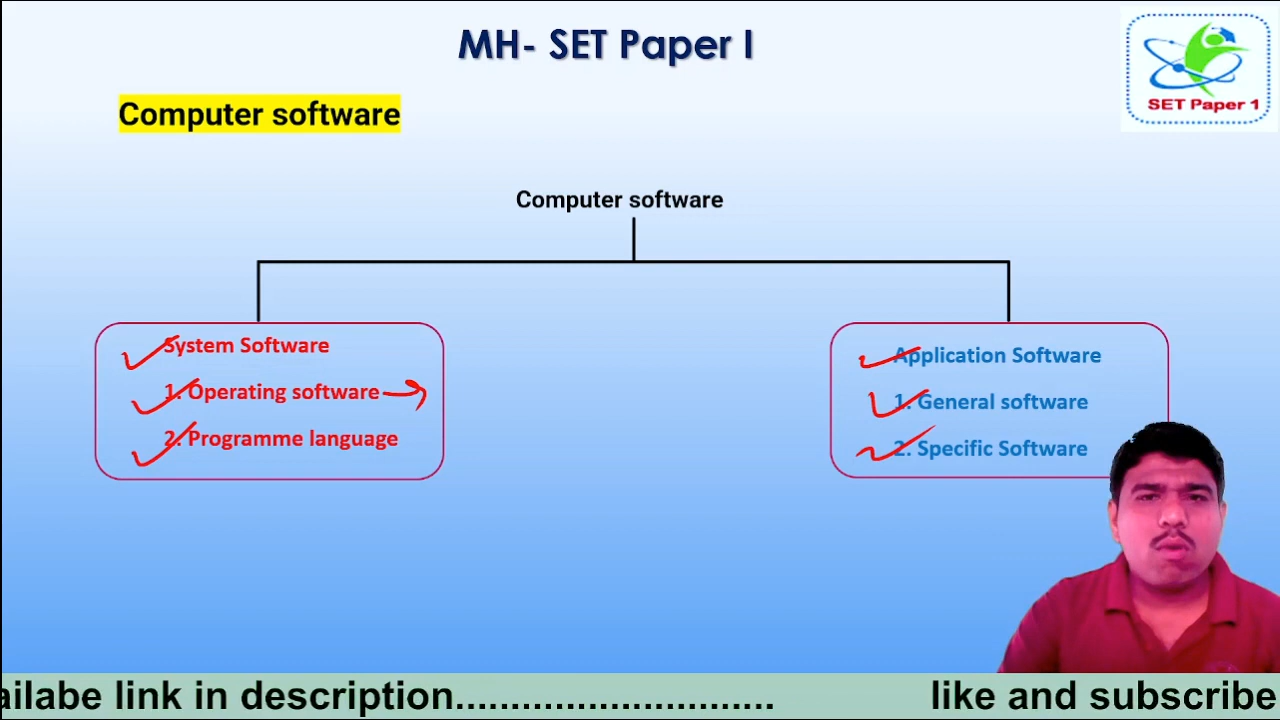 MH- SET Paper I
SET Paper 1
Computer software
Computer software
System Software
1. Operating software
2. Programme language
Application Software
1. General software
2. Specific Software
ailabe link in description............................. like and subscribe